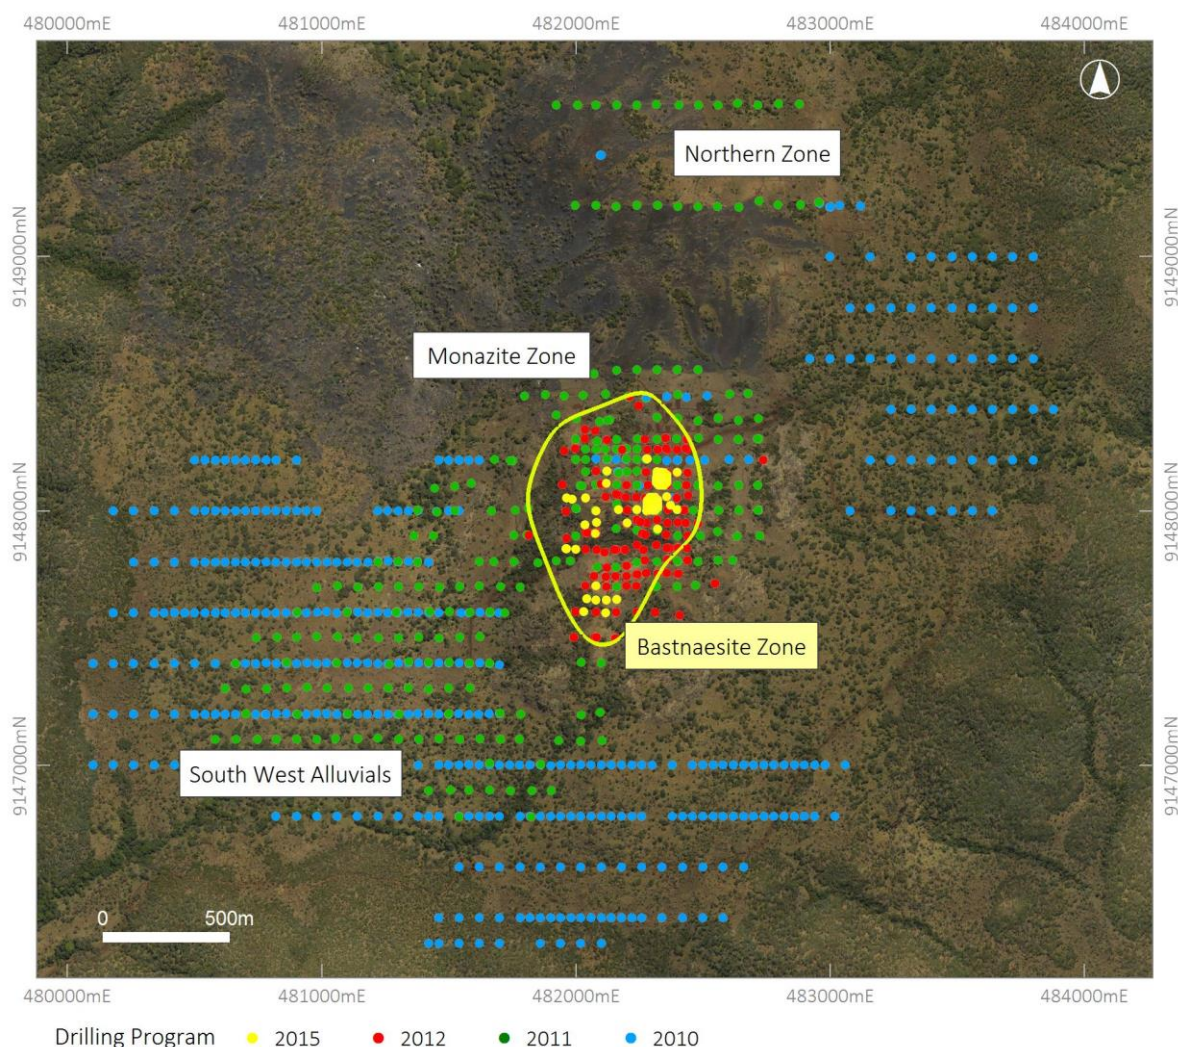 480000mE 481000mE 482000mE 483000mE 484000mE
Northern Zone
9149000mN 9149000mN
Monazite Zone
9148000mN 9148000mN
Bastnaesite Zone
9147000mN 9147000mN
South West Alluvials
0 500m
480000mE 481000mE 482000mE 483000mE 484000mE
Drilling Program 2015 2012 2011 2010